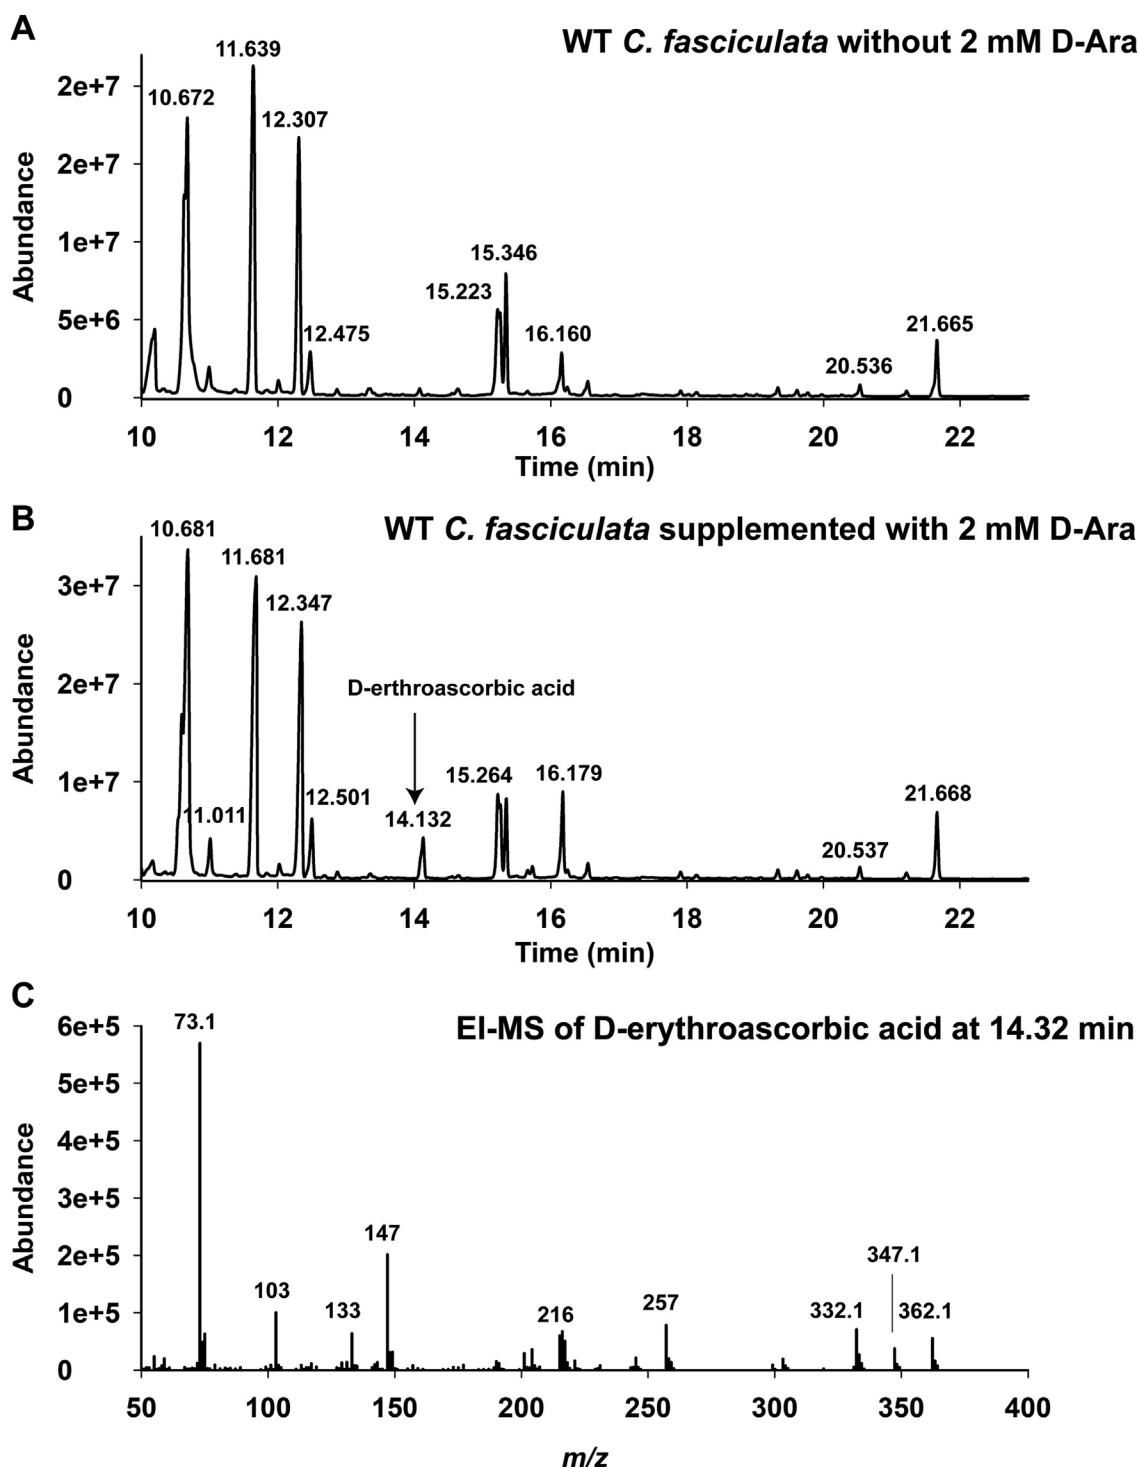 A
WT C. fasciculata without 2 mM D-Ara
11.639
10.672
12.307
2e+7
2e+7
1e+7
5e+6
0
Abundance
12.475
15.223
15.346
16.160
20.536
21.665
10 12 14 16 18 20 22
Time (min)
B
WT C. fasciculata supplemented with 2 mM D-Ara
10.681
11.681
12.347
3e+7
2e+7
1e+7
0
Abundance
D-erthroascorbic acid
11.011
12.501
14.132
15.264
16.179
20.537
21.668
10 12 14 16 18 20 22
Time (min)
C
EI-MS of D-erythroascorbic acid at 14.32 min
6e+5
5e+5
4e+5
3e+5
2e+5
1e+5
0
Abundance
73.1
103
133
147
216
257
332.1
347.1
362.1
50 100 150 200 250 300 350 400
m/z